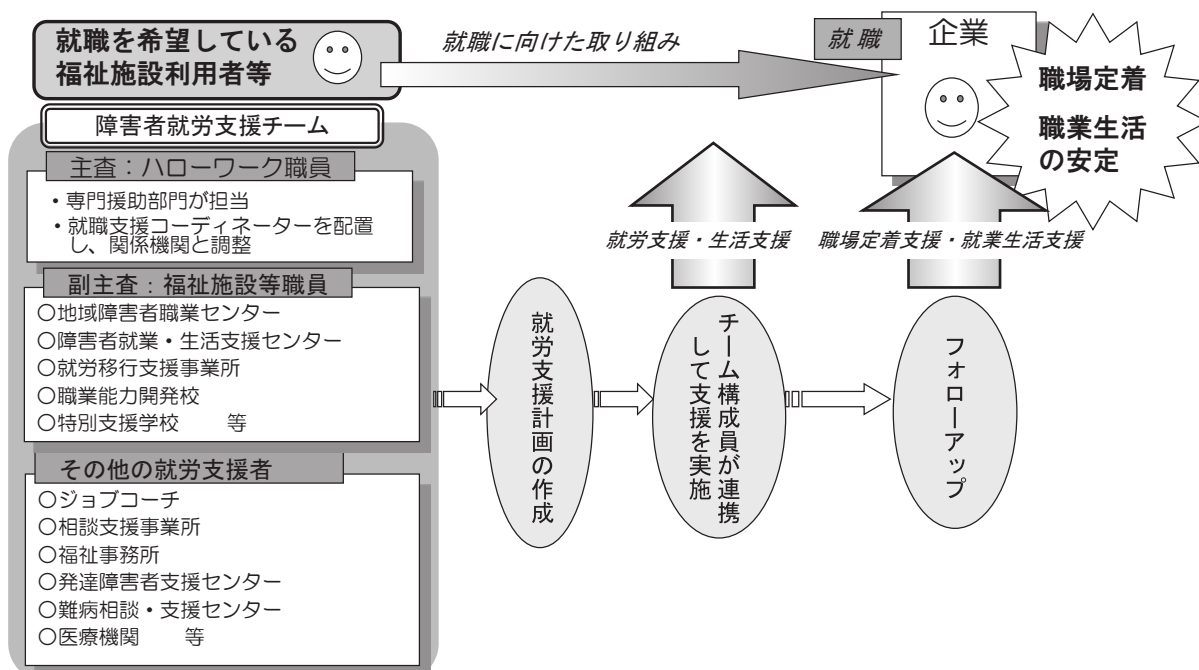 就職を希望している
福祉施設利用者等
就職に向けた取り組み
就職
企業
職場定着
職業生活
の安定
障害者就労支援チーム
主査：ハローワーク職員
・専門援助部門が担当
・就職支援コーディネーターを配置
し、関係機関と調整
副主査：福祉施設等職員
○地域障害者職業センター
○障害者就業・生活支援センター
○就労移行支援事業所
○職業能力開発校
○特別支援学校　　等
その他の就労支援者
○ジョブコーチ
○相談支援事業所
○福祉事務所
○発達障害者支援センター
○難病相談・支援センター
○医療機関　　等
就労支援・生活支援
職場定着支援・就業生活支援
就労支援計画の作成
チーム構成員が連携
して支援を実施
フォローアップ